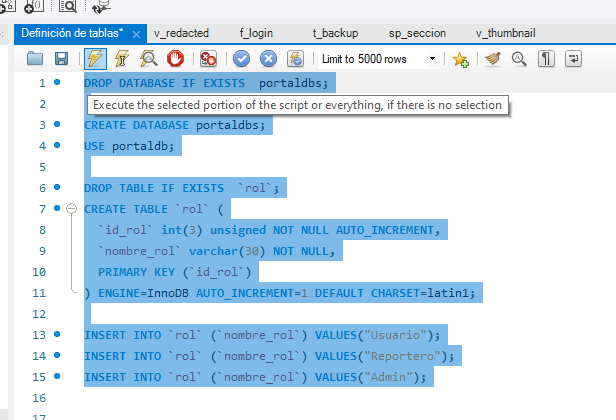 Definición de tablas* v_redacted f_login t_backup sp_seccion v_thumbnail
Limit to 5000 rows
1 DROP DATABASE IF EXISTS portaldbs;
2
Execute the selected portion of the script or everything, if there is no selection
3 CREATE DATABASE portaldbs;
4 USE portaldb;
5
6 DROP TABLE IF EXISTS `rol`;
7 CREATE TABLE `rol` (
8 `id_rol` int(3) unsigned NOT NULL AUTO_INCREMENT,
9 `nombre_rol` varchar(30) NOT NULL,
10 PRIMARY KEY (`id_rol`)
11 ) ENGINE=InnoDB AUTO_INCREMENT=1 DEFAULT CHARSET=latin1;
12
13 INSERT INTO `rol` (`nombre_rol`) VALUES("Usuario");
14 INSERT INTO `rol` (`nombre_rol`) VALUES("Reportero");
15 INSERT INTO `rol` (`nombre_rol`) VALUES("Admin");
16
17